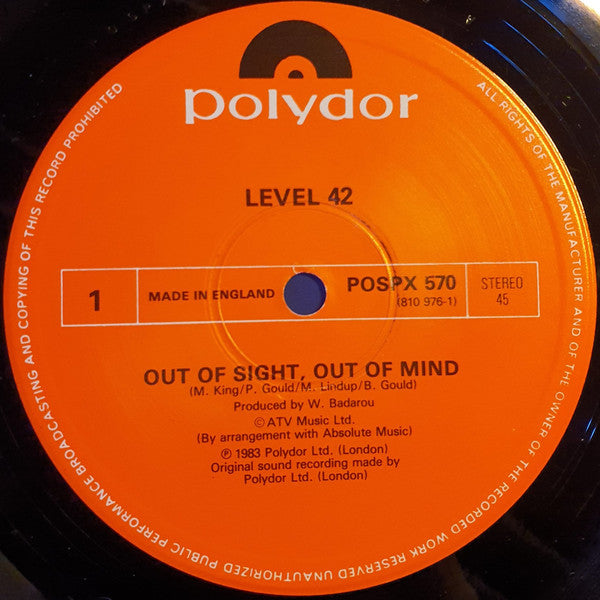 polydor
LEVEL 42
1
MADE IN ENGLAND
POSPX 570
(810 976-1)
STEREO
45
OUT OF SIGHT, OUT OF MIND
(M. King/P. Gould/M. Lindup/B. Gould)
Produced by W. Badarou
© ATV Music Ltd.
(By arrangement with Absolute Music)
℗ 1983 Polydor Ltd. (London)
Original sound recording made by
Polydor Ltd. (London)
ALL RIGHTS OF THE MANUFACTURER AND OF THE OWNER OF THE RECORDED WORK RESERVED UNAUTHORIZED PUBLIC PERFORMANCE BROADCASTING AND COPYING OF THIS RECORD PROHIBITED